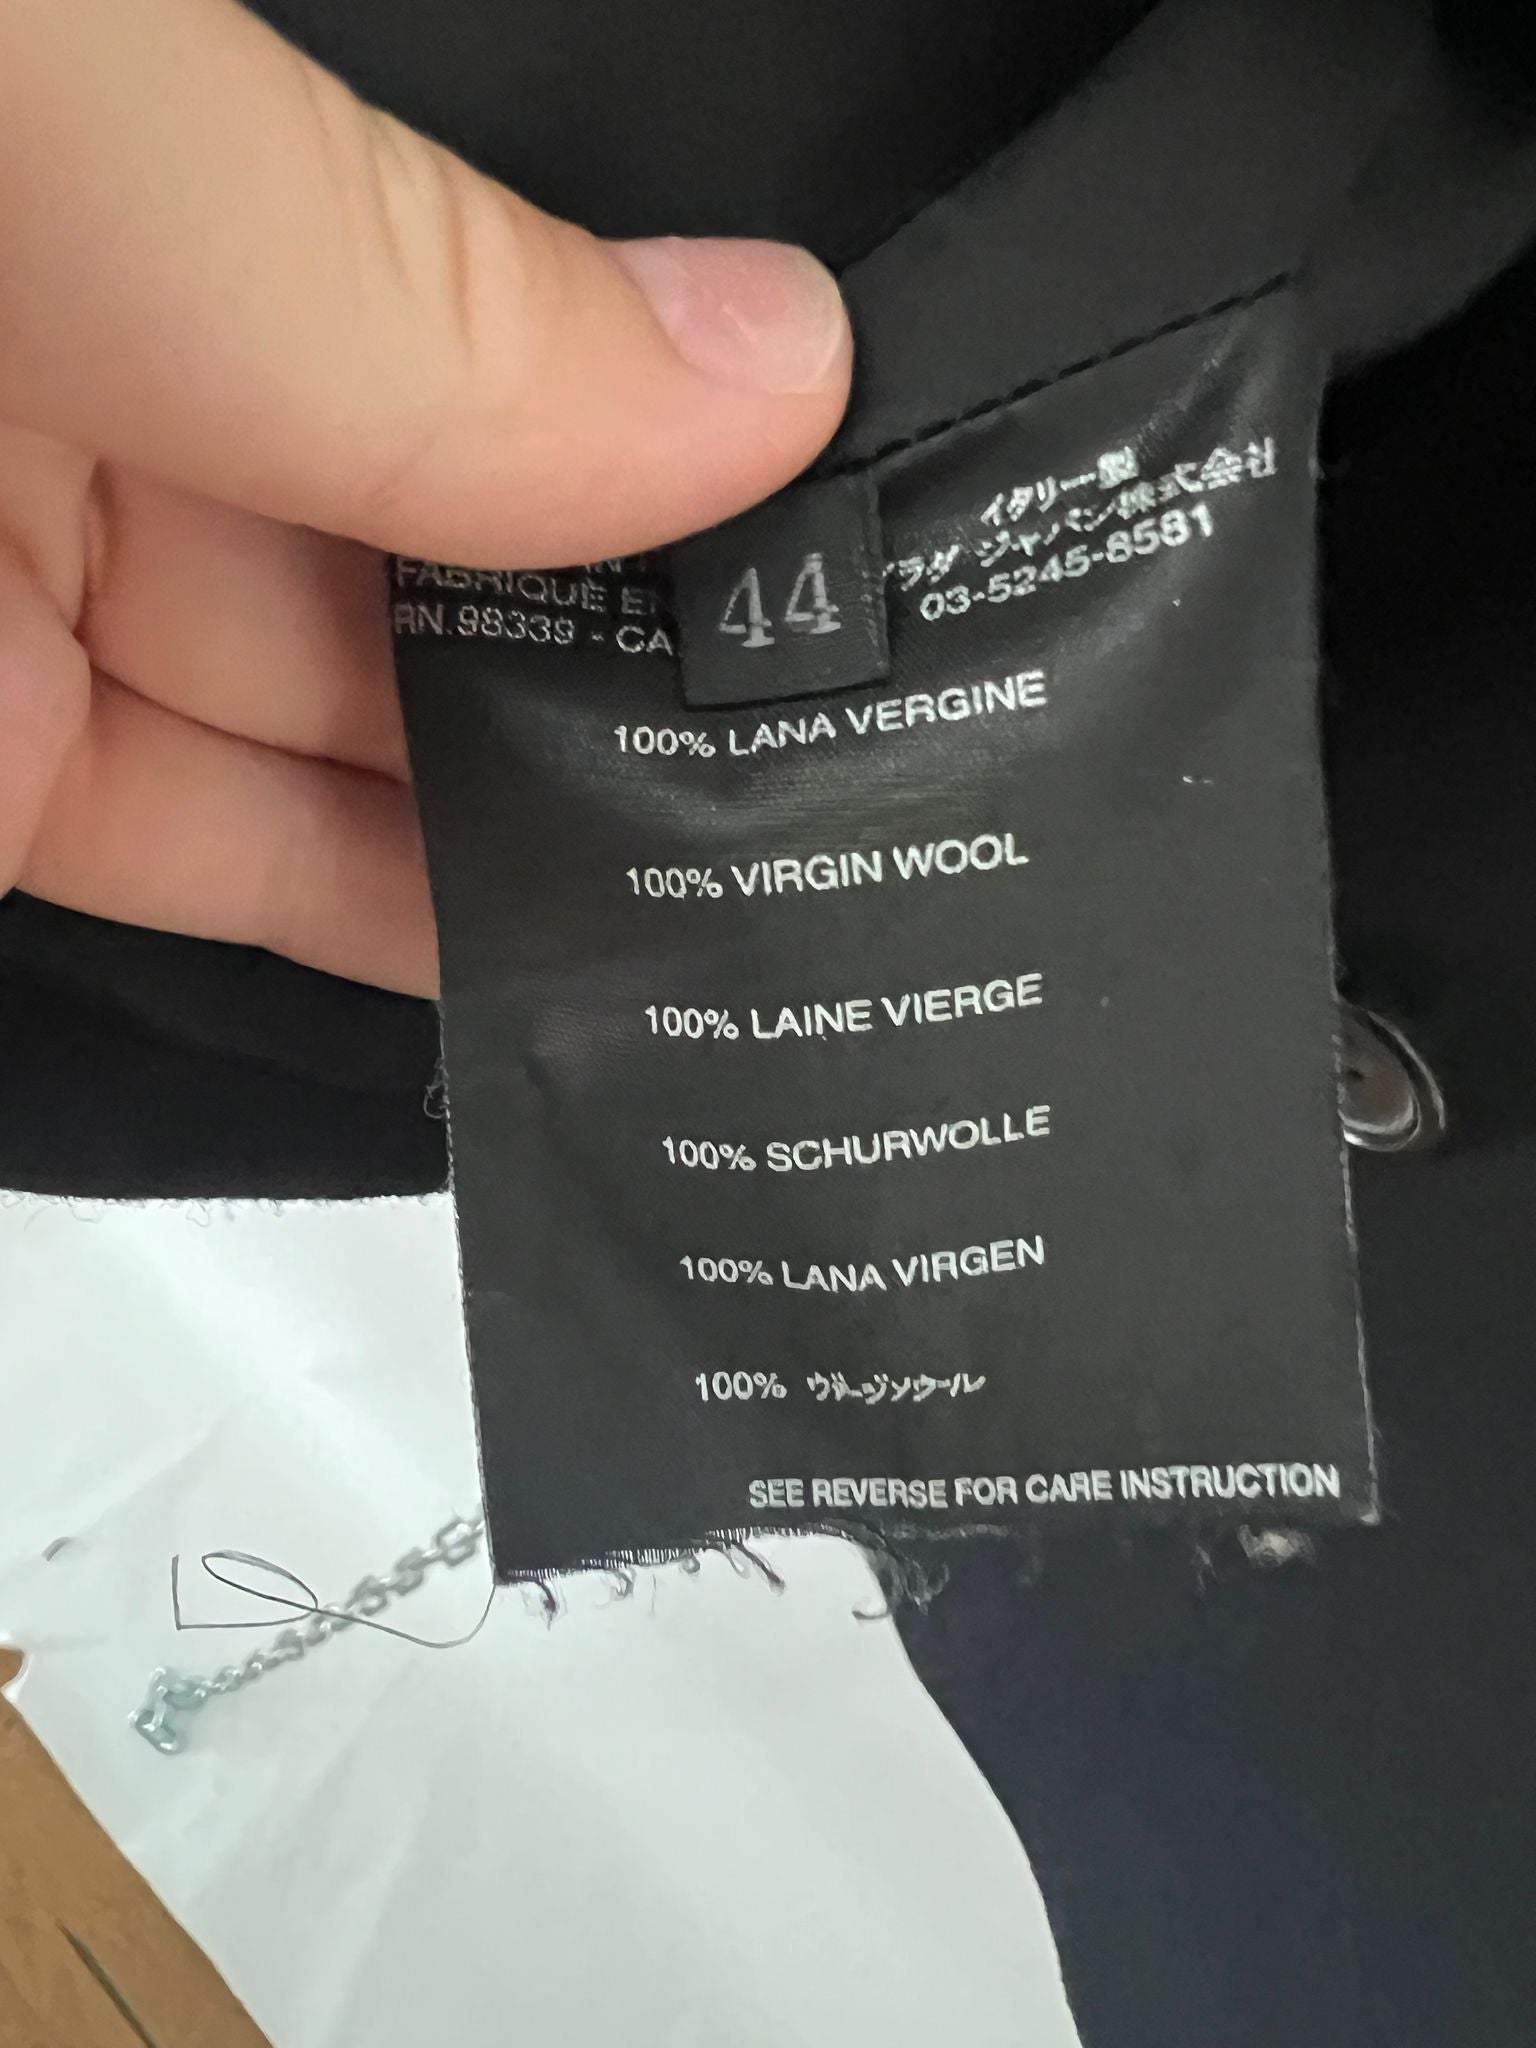 FABRIQUE E
RN.98339 - CA
44
イタリー製
プラダ ジャパン株式会社
03-5245-8581
100% LANA VERGINE
100% VIRGIN WOOL
100% LAINE VIERGE
100% SCHURWOLLE
100% LANA VIRGEN
100% ヴァージンウール
SEE REVERSE FOR CARE INSTRUCTION